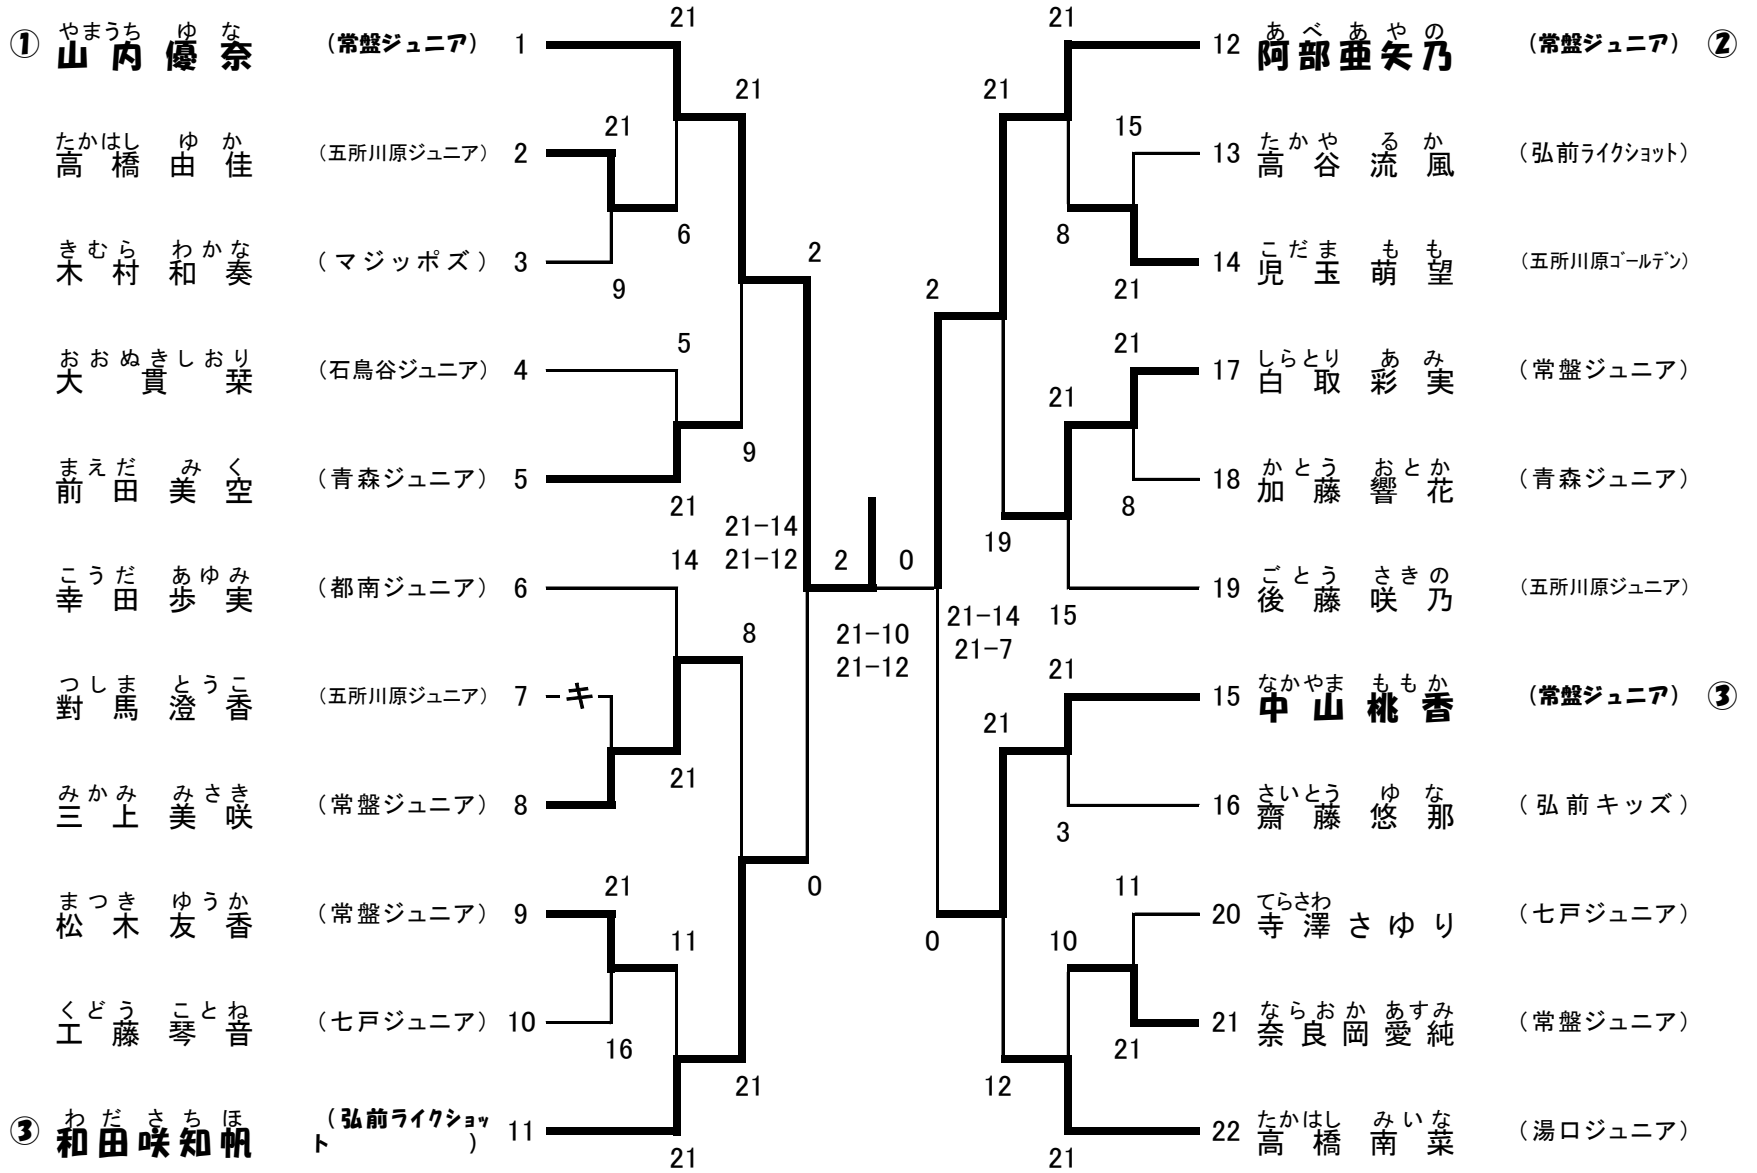 21
21
① 山内優奈 やまうち ゆな (常盤ジュニア) 1
12 阿部亜矢乃 あべあやの (常盤ジュニア) ②
21
21
21
15
高橋由佳 たかはし ゆか (五所川原ジュニア) 2
13 高谷流風 たかや るか (弘前ライクショット)
6
8
2
木村和奏 きむら わかな (マジッポズ) 3
14 児玉萌望 こだま もも (五所川原ゴールデン)
9
2
21
5
21
大貫栞 おおぬきしおり (石鳥谷ジュニア) 4
17 白取彩実 しらとり あみ (常盤ジュニア)
21
9
前田美空 まえだ みく (青森ジュニア) 5
18 加藤響花 かとう おとか (青森ジュニア)
21
8
21-14
19
14
21-12
2
0
幸田歩実 こうだ あゆみ (都南ジュニア) 6
19 後藤咲乃 ごとう さきの (五所川原ジュニア)
21-14
15
8
21-10
21-7
21-12
21
對馬澄香 つしま とうこ (五所川原ジュニア) 7 キ
15 中山桃香 なかやま ももか (常盤ジュニア) ③
21
21
三上美咲 みかみ みさき (常盤ジュニア) 8
16 齋藤悠那 さいとう ゆな (弘前キッズ)
3
21
0
11
松木友香 まつき ゆうか (常盤ジュニア) 9
20 寺澤さゆり てらさわ (七戸ジュニア)
11
0
10
工藤琴音 くどう ことね (七戸ジュニア) 10
21 奈良岡愛純 ならおか あすみ (常盤ジュニア)
16
21
21
12
③ 和田咲知帆 わださちほ (弘前ライクショット) 11
22 高橋南菜 たかはし みいな (湯口ジュニア)
21
21